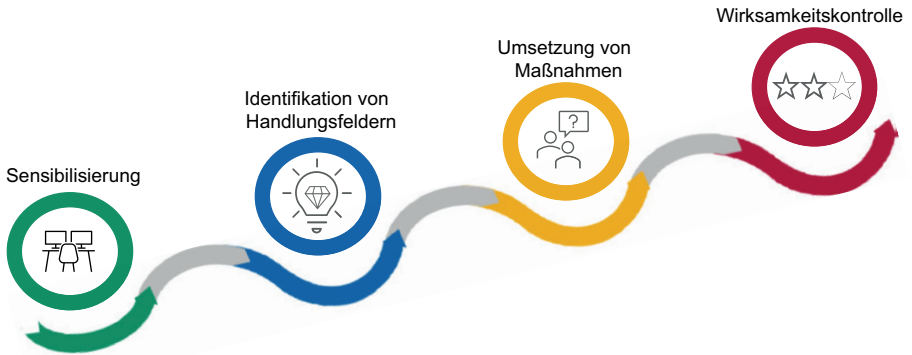 Sensibilisierung
Identifikation von
Handlungsfeldern
Umsetzung von
Maßnahmen
?
Wirksamkeitskontrolle